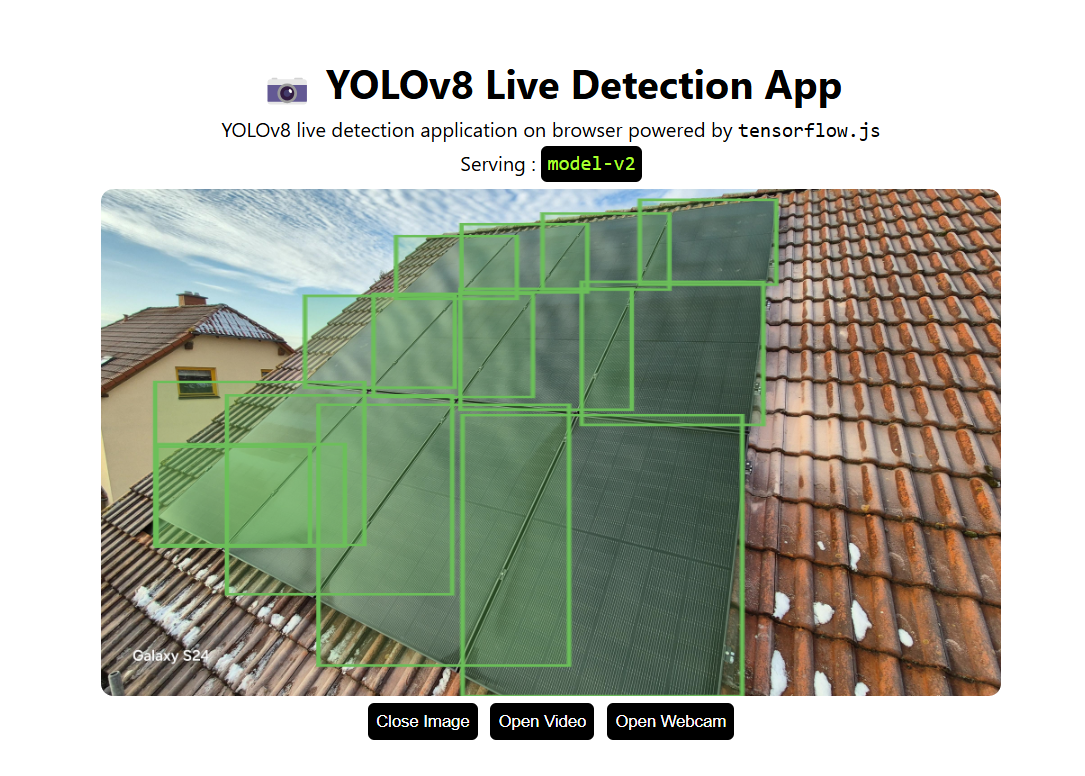 YOLOv8 Live Detection App
YOLOv8 live detection application on browser powered by tensorflow.js
Serving : model-v2
Galaxy S24
Close Image Open Video Open Webcam